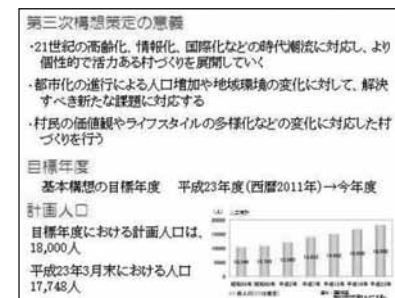 第三次構想策定の意義
・21世紀の高齢化、情報化、国際化などの時代潮流に対応し、より
個性的で活力ある村づくりを展開していく
・都市化の進行による人口増加や地域環境の変化に対して、解決
すべき新たな課題に対応する
・村民の価値観やライフスタイルの多様化などの変化に対応した村
づくりを行う
目標年度
基本構想の目標年度 平成23年度(西暦2011年)→今年度
計画人口
目標年度における計画人口は、
18,000人
平成23年3月末における人口
17,748人